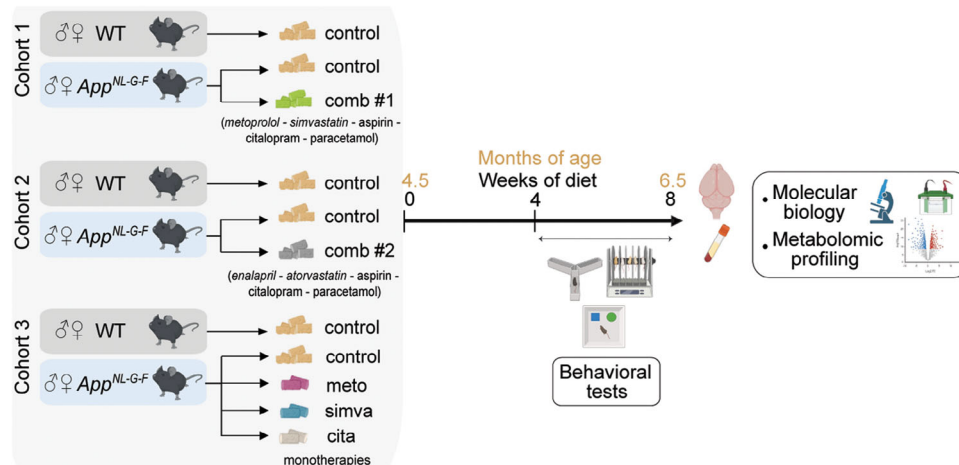 Cohort 1
♂♀ WT
control
♂♀ App^NL-G-F
control
comb #1
(metoprolol - simvastatin - aspirin -
citalopram - paracetamol)
Cohort 2
♂♀ WT
control
♂♀ App^NL-G-F
control
comb #2
(enalapril - atorvastatin - aspirin -
citalopram - paracetamol)
Cohort 3
♂♀ WT
control
♂♀ App^NL-G-F
control
meto
simva
cita
monotherapies
Months of age
4.5 6.5
Weeks of diet
0 4 8
Behavioral
tests
• Molecular
biology
• Metabolomic
profiling